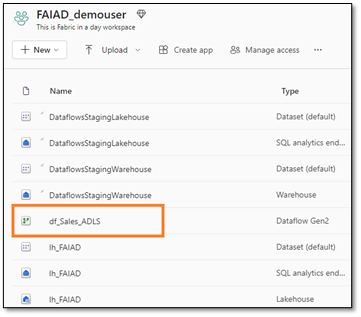 FAIAD_demouser
This is Fabric in a day workspace
+ New Upload Create app Manage access ...
Name Type
DataflowsStagingLakehouse Dataset (default)
DataflowsStagingLakehouse SQL analytics end...
DataflowsStagingWarehouse Dataset (default)
DataflowsStagingWarehouse Warehouse
df_Sales_ADLS Dataflow Gen2
lh_FAIAD Dataset (default)
lh_FAIAD SQL analytics end...
lh_FAIAD Lakehouse